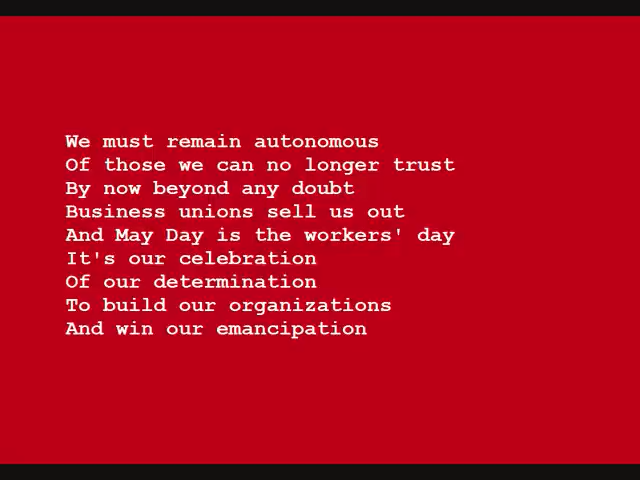 We must remain autonomous
Of those we can no longer trust
By now beyond any doubt
Business unions sell us out
And May Day is the workers' day
It's our celebration
Of our determination
To build our organizations
And win our emancipation